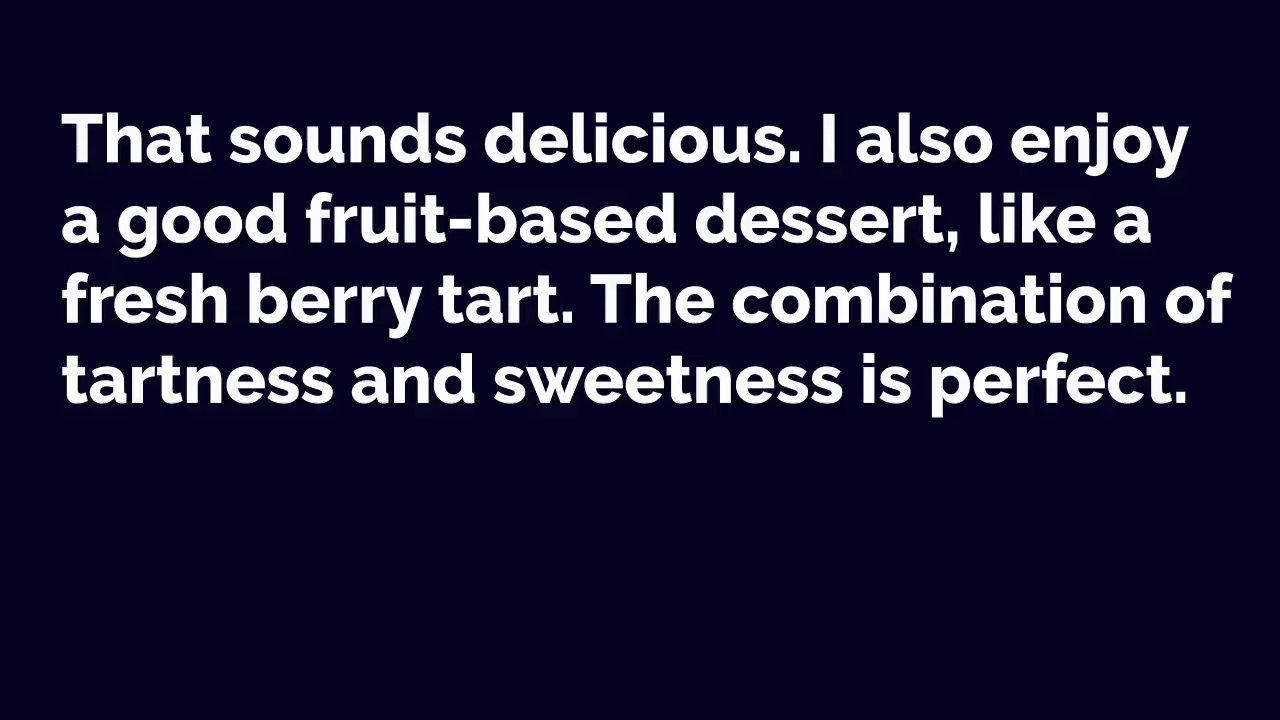 That sounds delicious. I also enjoy
a good fruit-based dessert, like a
fresh berry tart. The combination of
tartness and sweetness is perfect.